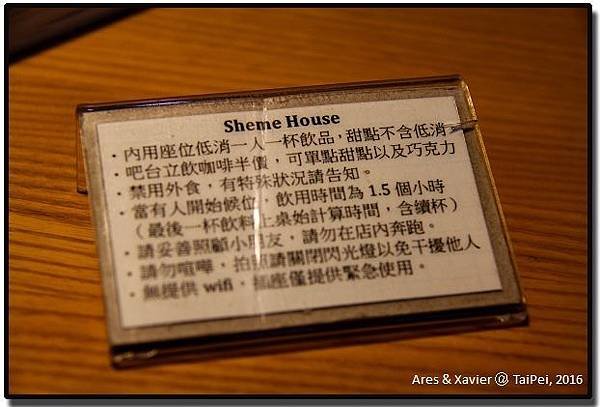 Sheme House
・內用座位低消一人一杯飲品，甜點不含低消
・吧台立飲咖啡半價，可單點甜點以及巧克力
・禁用外食，有特殊狀況請告知。
・當有人開始候位，飲用時間為 1.5 個小時
（最後一杯飲料上桌始計算時間，含續杯）
・請妥善照顧小朋友，請勿在店內奔跑。
・請勿喧嘩，拍照請關閉閃光燈以免干擾他人
・無提供 wifi，插座僅提供緊急使用。
Ares & Xavier @ TaiPei, 2016